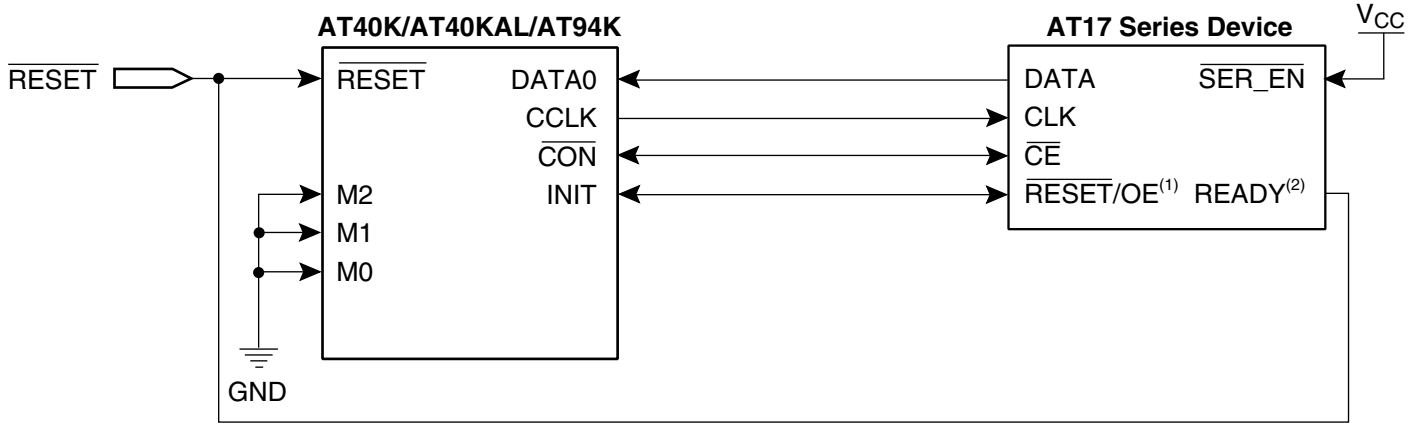 AT40K/AT40KAL/AT94K
AT17 Series Device
VCC
RESET
RESET
DATA0
DATA
SER_EN
CCLK
CLK
CON
CE
M2
INIT
RESET/OE(1)
READY(2)
M1
M0
GND